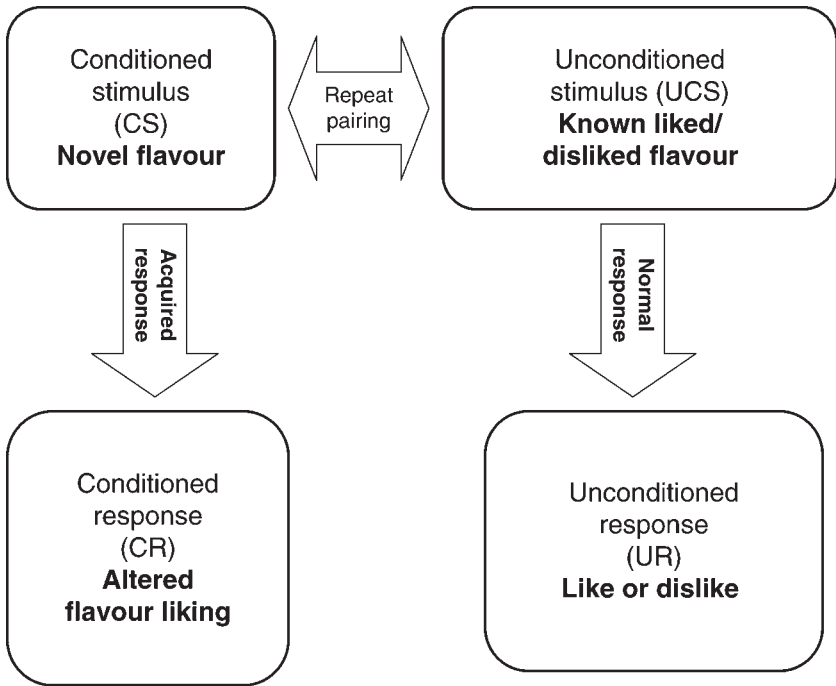 Conditioned
stimulus
(CS)
Novel flavour
Repeat
pairing
Unconditioned
stimulus (UCS)
Known liked/
disliked flavour
Acquired
response
Normal
response
Conditioned
response
(CR)
Altered
flavour liking
Unconditioned
response
(UR)
Like or dislike